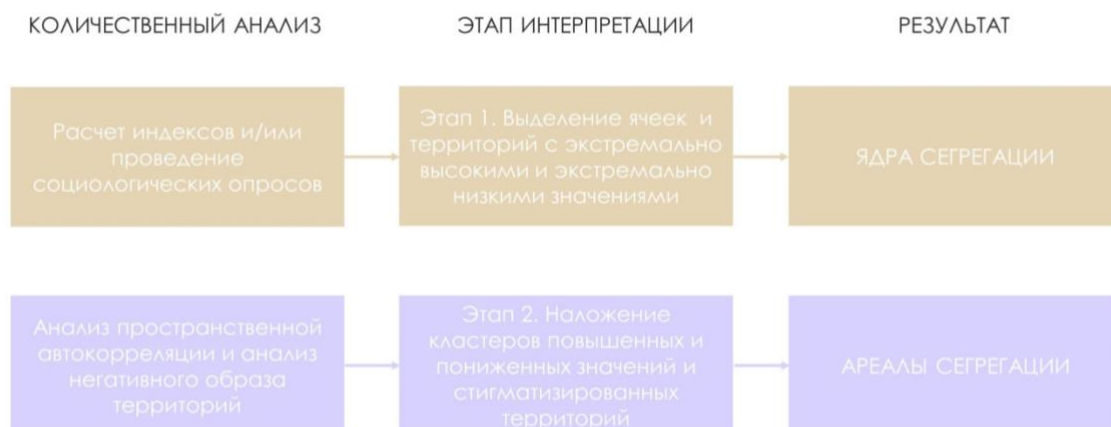 КОЛИЧЕСТВЕННЫЙ АНАЛИЗ
ЭТАП ИНТЕРПРЕТАЦИИ
РЕЗУЛЬТАТ
Расчет индексов и/или
проведение
социологических опросов
Этап 1. Выделение ячеек и
территорий с экстремально
высокими и экстремально
низкими значениями
ЯДРА СЕГРЕГАЦИИ
Анализ пространственной
автокорреляции и анализ
негативного образа
территорий
Этап 2. Наложение
кластеров повышенных и
пониженных значений и
стигматизированных
территорий
АРЕАЛЫ СЕГРЕГАЦИИ